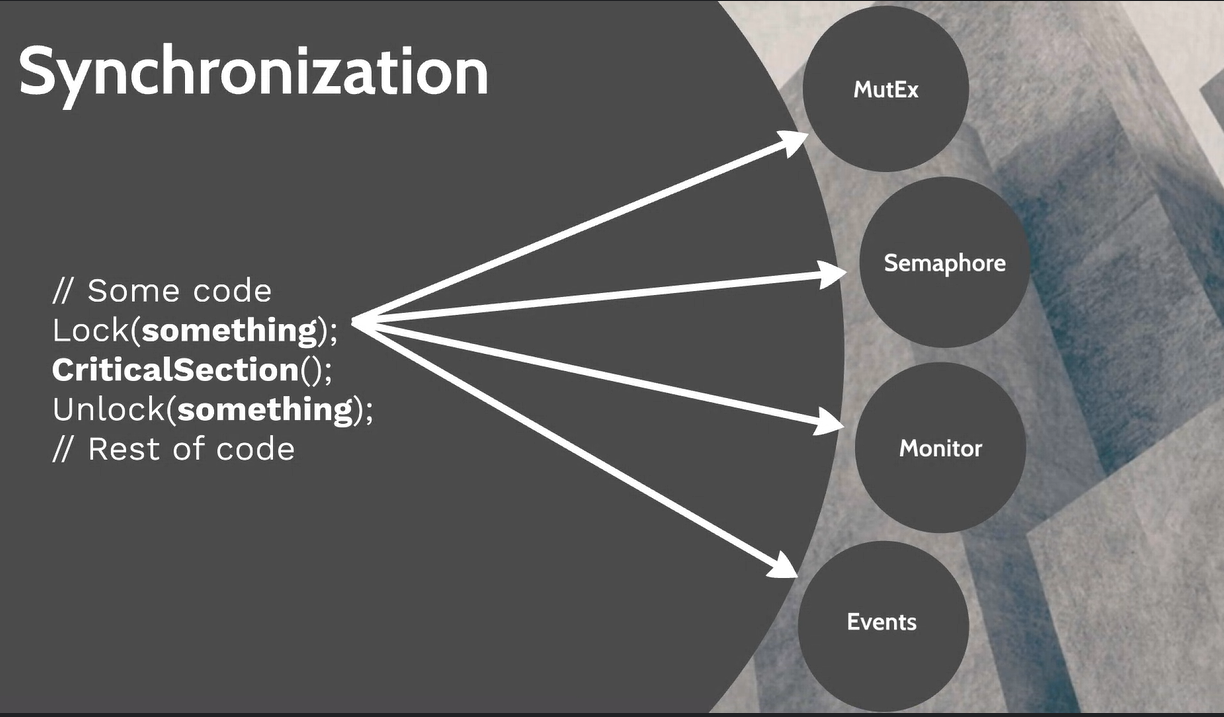 Synchronization
// Some code
Lock(something);
CriticalSection();
Unlock(something);
// Rest of code
MutEx
Semaphore
Monitor
Events